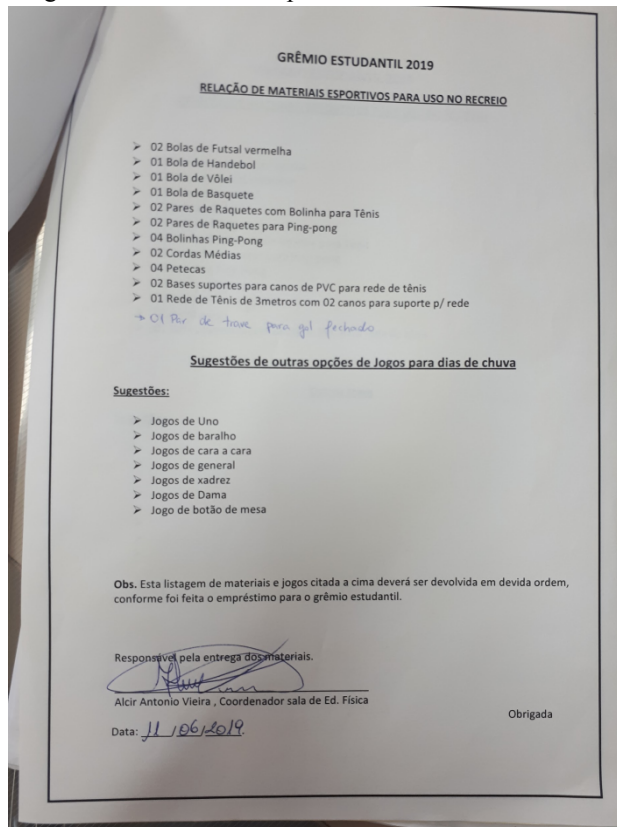 GRÊMIO ESTUDANTIL 2019
RELAÇÃO DE MATERIAIS ESPORTIVOS PARA USO NO RECREIO
➢ 02 Bolas de Futsal vermelha
➢ 01 Bola de Handebol
➢ 01 Bola de Vôlei
➢ 01 Bola de Basquete
➢ 02 Pares de Raquetes com Bolinha para Tênis
➢ 02 Pares de Raquetes para Ping-pong
➢ 04 Bolinhas Ping-Pong
➢ 02 Cordas Médias
➢ 04 Petecas
➢ 02 Bases suportes para canos de PVC para rede de tênis
➢ 01 Rede de Tênis de 3metros com 02 canos para suporte p/ rede
→ 01 Par de trave para gol fechado
Sugestões de outras opções de Jogos para dias de chuva
Sugestões:
➢ Jogos de Uno
➢ Jogos de baralho
➢ Jogos de cara a cara
➢ Jogos de general
➢ Jogos de xadrez
➢ Jogos de Dama
➢ Jogo de botão de mesa
Obs. Esta listagem de materiais e jogos citada a cima deverá ser devolvida em devida ordem,
conforme foi feita o empréstimo para o grêmio estudantil.
Responsável pela entrega dos materiais.
Alcir Antonio Vieira , Coordenador sala de Ed. Física
Obrigada
Data: 11 / 06 / 2019.